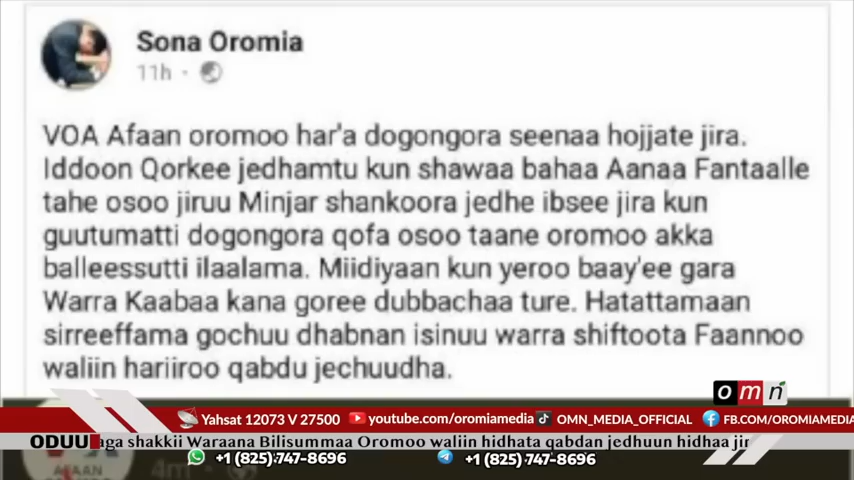 Sona Oromia
11h ·
VOA Afaan oromoo har'a dogongora seenaa hojjate jira.
Iddoon Qorkee jedhamtu kun shawaa bahaa Aanaa Fantaalle
tahe osoo jiruu Minjar shankoora jedhe ibsee jira kun
guutumatti dogongora qofa osoo taane oromoo akka
balleessutti ilaalama. Miidiyaan kun yeroo baay'ee gara
Warra Kaabaa kana goree dubbachaa ture. Hatattamaan
sirreeffama gochuu dhabnan isinuu warra shiftoota Faannoo
waliin hariiroo qabdu jechuudha.
omn
Yahsat 12073 V 27500 youtube.com/oromiamedia OMN_MEDIA_OFFICIAL FB.COM/OROMIAMEDIA
ODUU aga shakkii Waraana Bilisummaa Oromoo waliin hidhata qabdan jedhuun hidhaa jir
+1 (825) 747-8696 +1 (825) 747-8696
AFAAN 4m